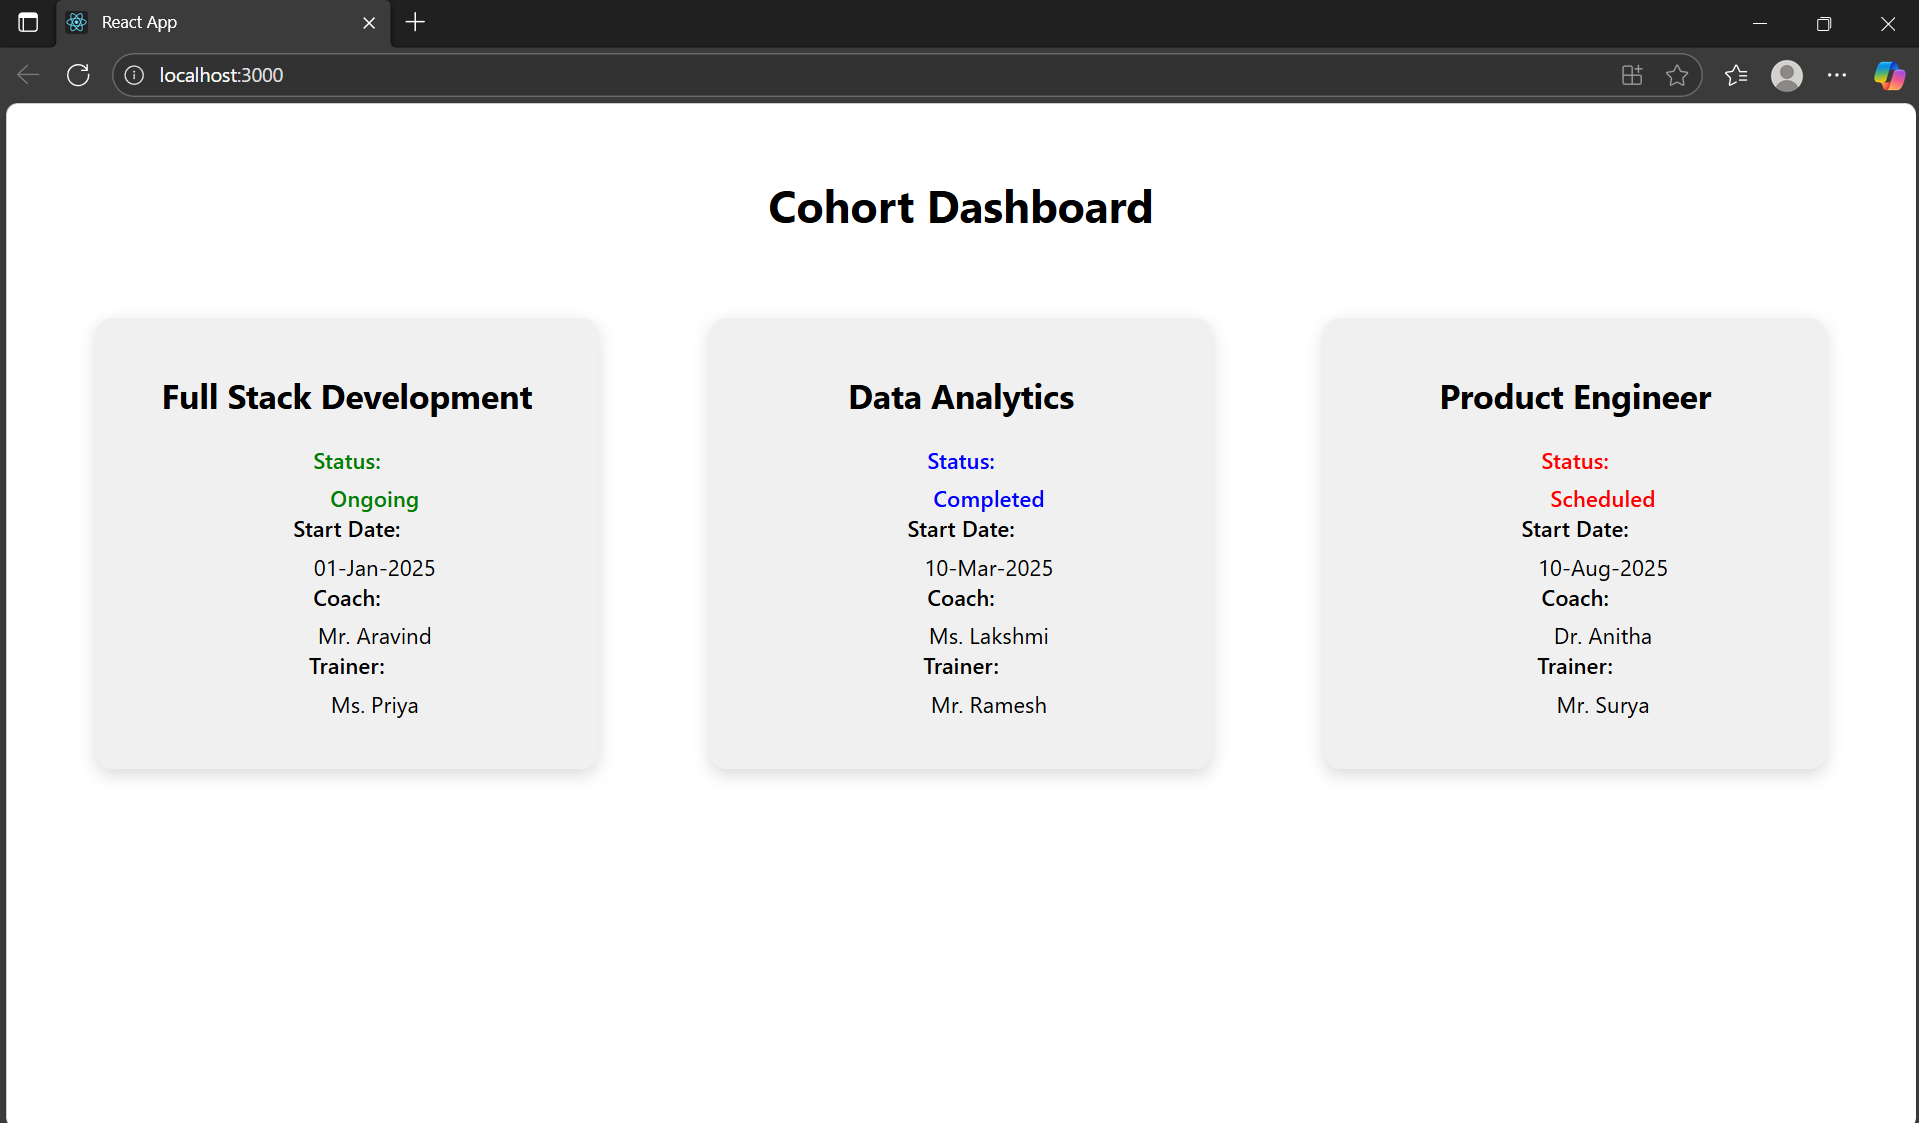 React App
localhost:3000
Cohort Dashboard
Full Stack Development
Status:
Ongoing
Start Date:
01-Jan-2025
Coach:
Mr. Aravind
Trainer:
Ms. Priya
Data Analytics
Status:
Completed
Start Date:
10-Mar-2025
Coach:
Ms. Lakshmi
Trainer:
Mr. Ramesh
Product Engineer
Status:
Scheduled
Start Date:
10-Aug-2025
Coach:
Dr. Anitha
Trainer:
Mr. Surya